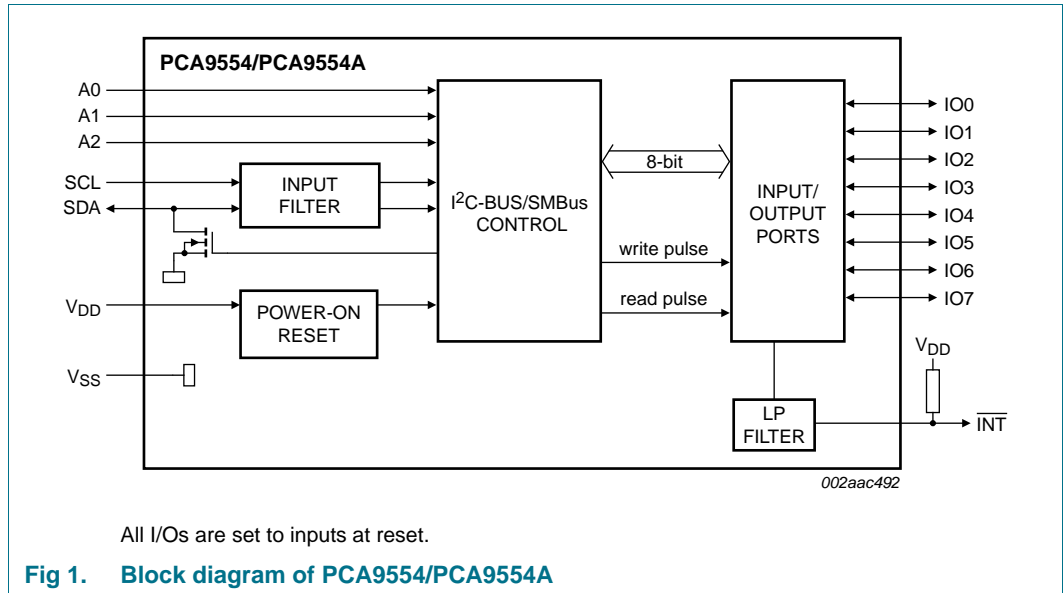 PCA9554/PCA9554A
A0
A1
A2
SCL
SDA
VDD
VSS
INPUT
FILTER
POWER-ON
RESET
I2C-BUS/SMBus
CONTROL
8-bit
write pulse
read pulse
INPUT/
OUTPUT
PORTS
LP
FILTER
IO0
IO1
IO2
IO3
IO4
IO5
IO6
IO7
VDD
INT
002aac492
All I/Os are set to inputs at reset.
Fig 1. Block diagram of PCA9554/PCA9554A